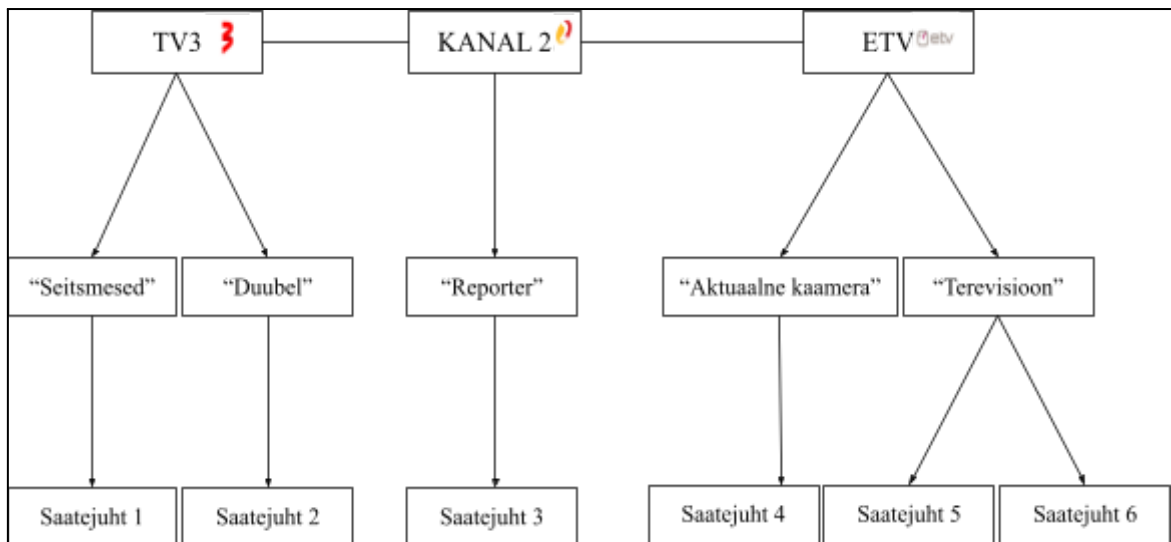 TV3
KANAL 2
ETV etv
“Seitsmesed”
“Duubel”
“Reporter”
“Aktuaalne kaamera”
“Terevisioon”
Saatejuht 1
Saatejuht 2
Saatejuht 3
Saatejuht 4
Saatejuht 5
Saatejuht 6